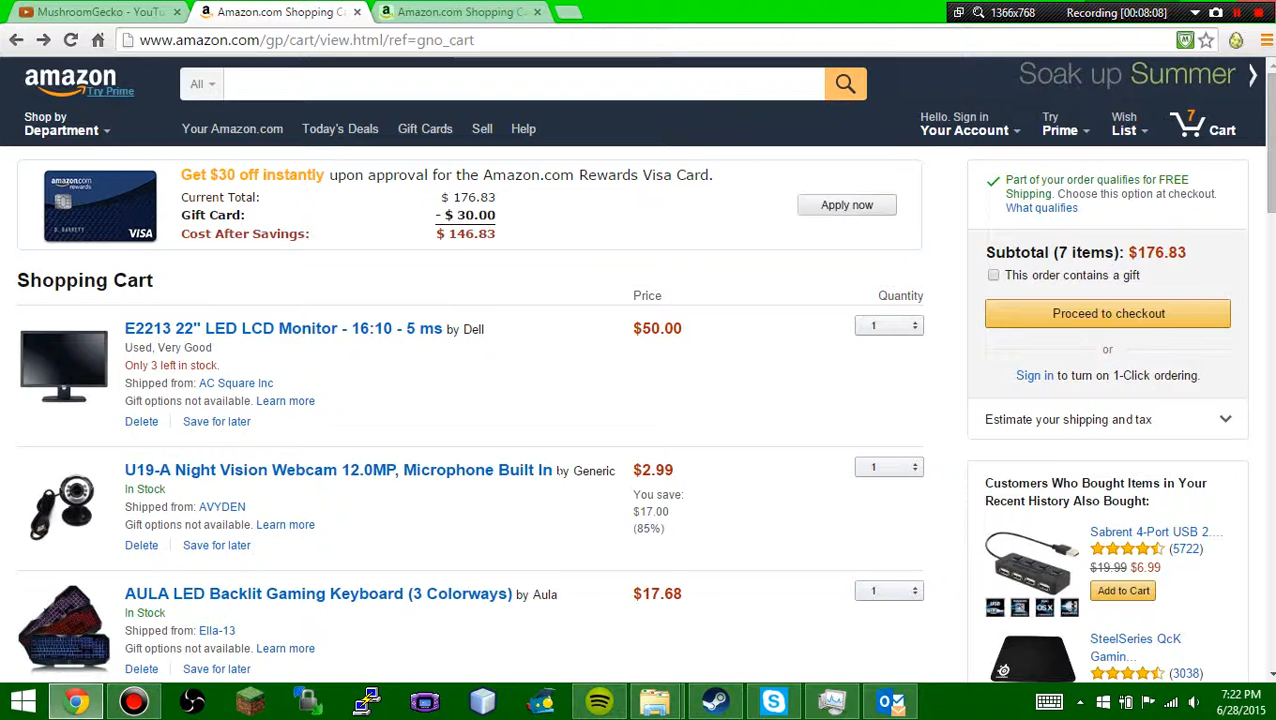 MushroomGecko - YouTu
Amazon.com Shopping C
Amazon.com Shopping C
1366x768
Recording [00:08:08]
www.amazon.com/gp/cart/view.html/ref=gno_cart
amazon
Try Prime
All
Soak up Summer
Shop by
Department
Your Amazon.com
Today's Deals
Gift Cards
Sell
Help
Hello. Sign in
Your Account
Try
Prime
Wish
List
7
Cart
amazon.com
rewards
VISA
Get $30 off instantly upon approval for the Amazon.com Rewards Visa Card.
Current Total: $ 176.83
Gift Card: - $ 30.00
Cost After Savings: $ 146.83
Apply now
Part of your order qualifies for FREE
Shipping. Choose this option at checkout.
What qualifies
Subtotal (7 items): $176.83
This order contains a gift
Proceed to checkout
or
Sign in to turn on 1-Click ordering.
Estimate your shipping and tax
Shopping Cart
Price
Quantity
E2213 22" LED LCD Monitor - 16:10 - 5 ms by Dell
$50.00
1
Used, Very Good
Only 3 left in stock.
Shipped from: AC Square Inc
Gift options not available. Learn more
Delete
Save for later
U19-A Night Vision Webcam 12.0MP, Microphone Built In by Generic
$2.99
1
In Stock
You save:
$17.00
(85%)
Shipped from: AVYDEN
Gift options not available. Learn more
Delete
Save for later
AULA LED Backlit Gaming Keyboard (3 Colorways) by Aula
$17.68
1
In Stock
Shipped from: Ella-13
Gift options not available. Learn more
Delete
Save for later
Customers Who Bought Items in Your
Recent History Also Bought:
Sabrent 4-Port USB 2....
(5722)
$19.99 $6.99
Add to Cart
SteelSeries QcK
Gamin...
(3038)
7:22 PM
6/28/2015